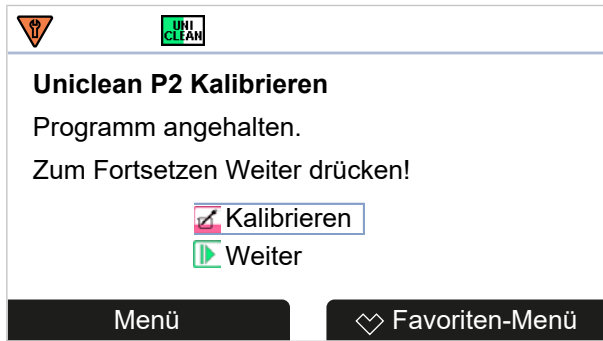 UNI
CLEAN
Uniclean P2 Kalibrieren
Programm angehalten.
Zum Fortsetzen Weiter drücken!
Kalibrieren
Weiter
Menü
Favoriten-Menü